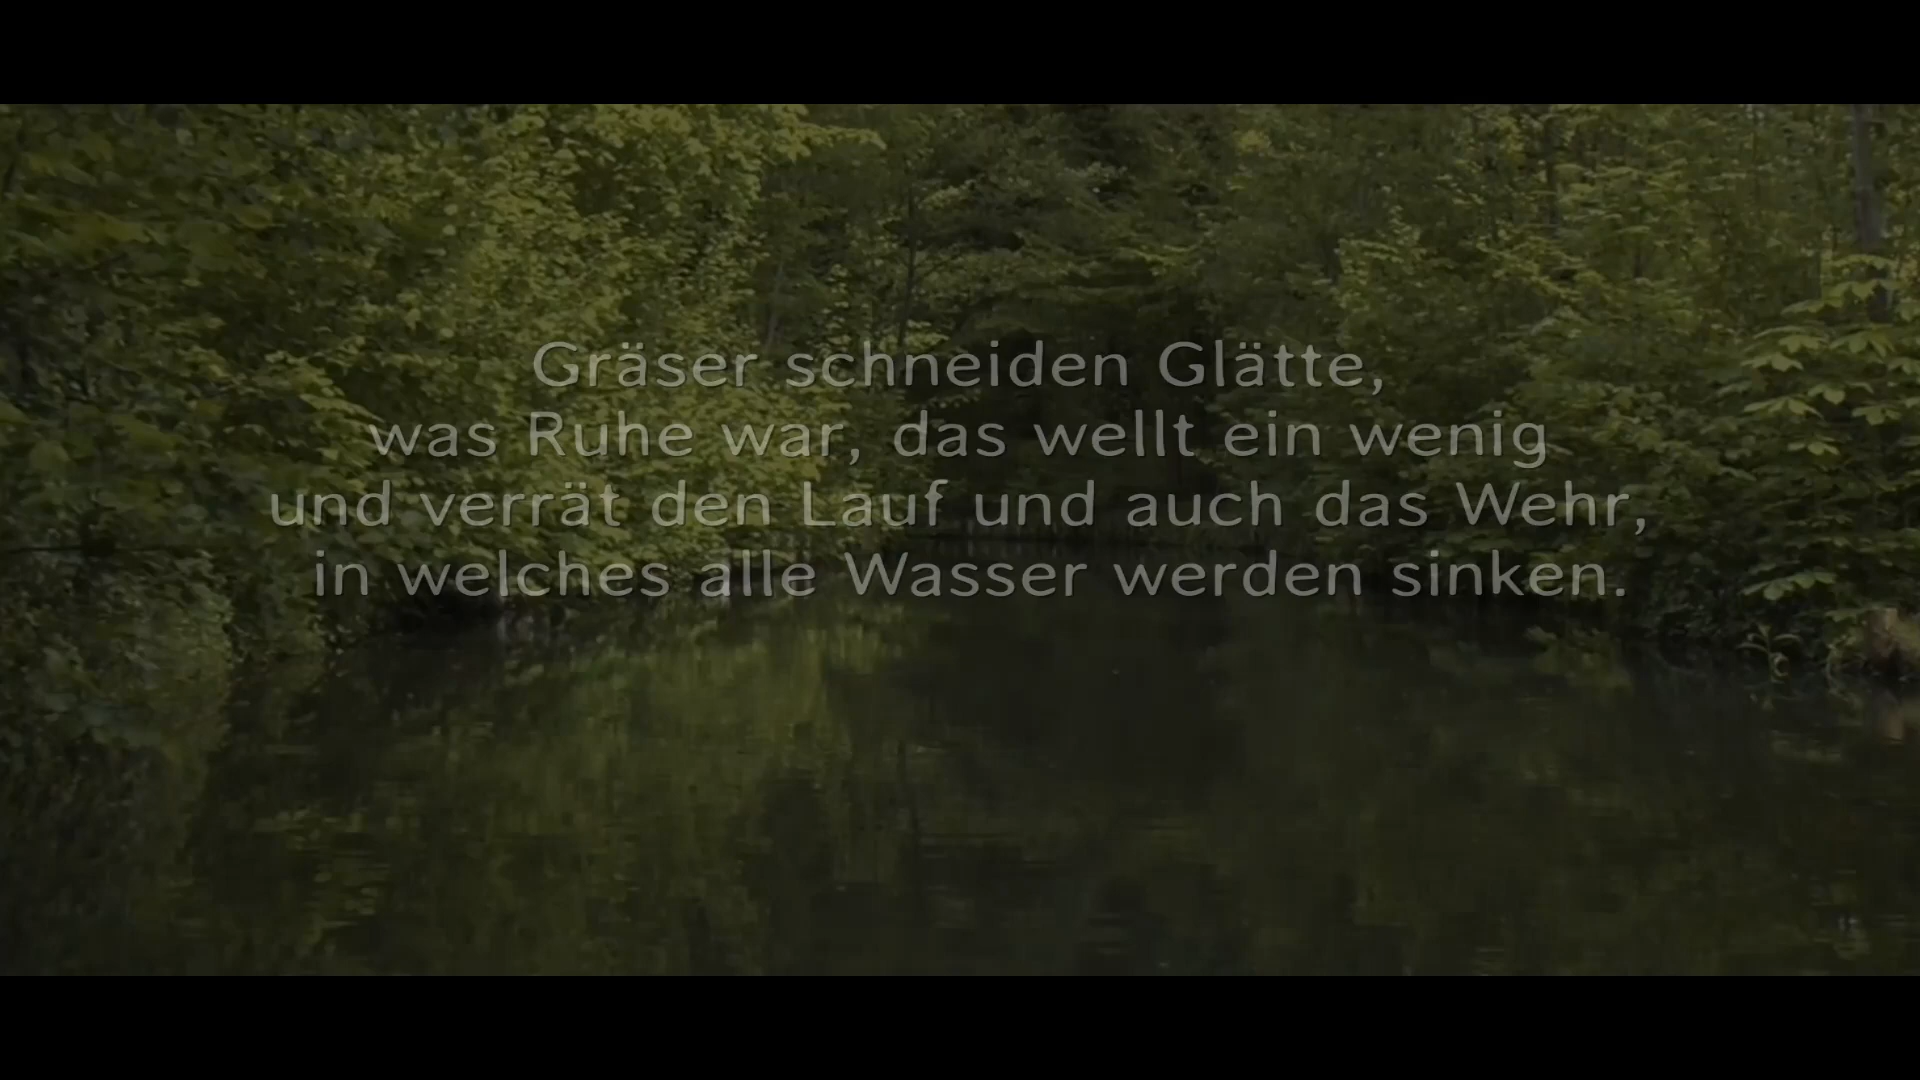 Gräser schneiden Glätte,
was Ruhe war, das wellt ein wenig
und verrät den Lauf und auch das Wehr,
in welches alle Wasser werden sinken.